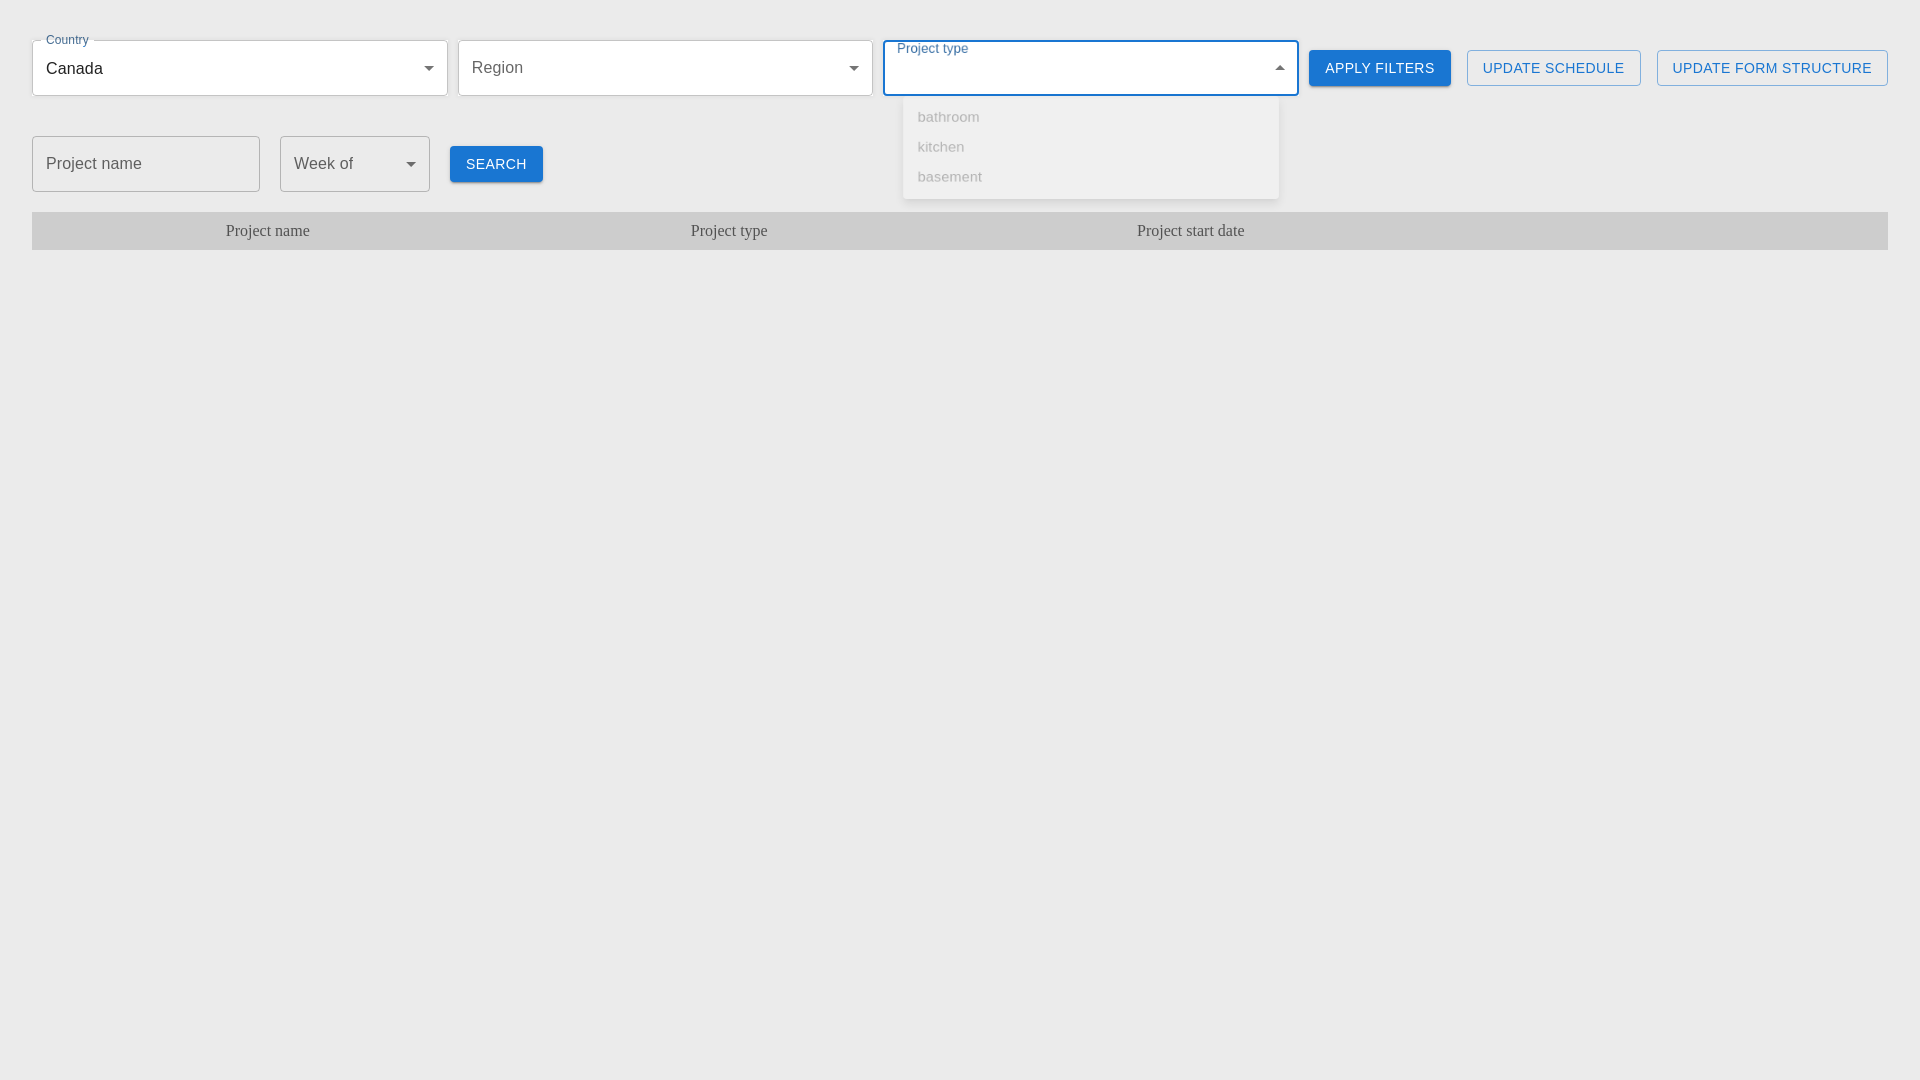 Country
Canada
Region
Project type
APPLY FILTERS
UPDATE SCHEDULE
UPDATE FORM STRUCTURE
bathroom
kitchen
basement
Project name
Week of
SEARCH
Project name Project type Project start date